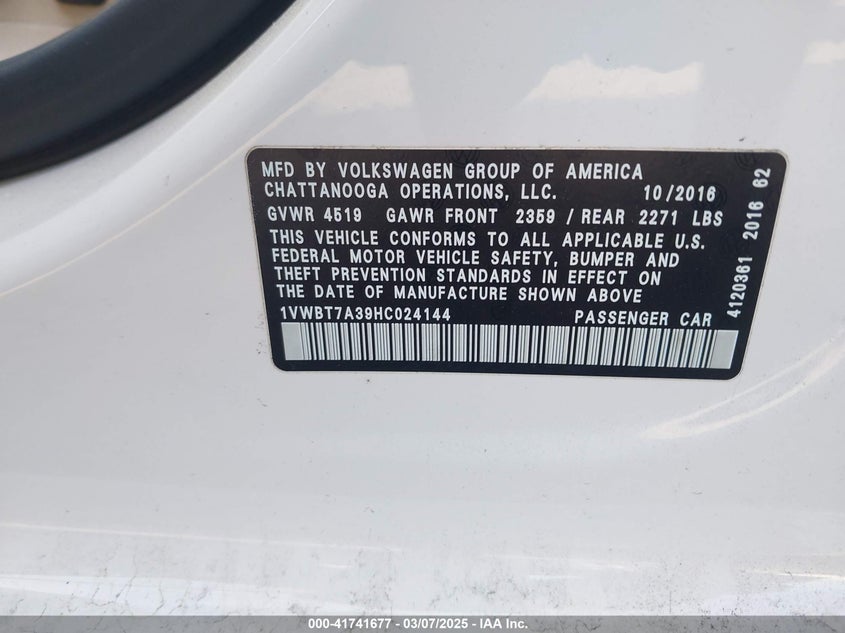 MFD BY VOLKSWAGEN GROUP OF AMERICA
CHATTANOOGA OPERATIONS, LLC. 10/2016
GVWR 4519 GAWR FRONT 2359 / REAR 2271 LBS
THIS VEHICLE CONFORMS TO ALL APPLICABLE U.S.
FEDERAL MOTOR VEHICLE SAFETY, BUMPER AND
THEFT PREVENTION STANDARDS IN EFFECT ON
THE DATE OF MANUFACTURE SHOWN ABOVE
1VWBT7A39HC024144 PASSENGER CAR
4120361 2016 62
000-41741677 - 03/07/2025 - IAA Inc.